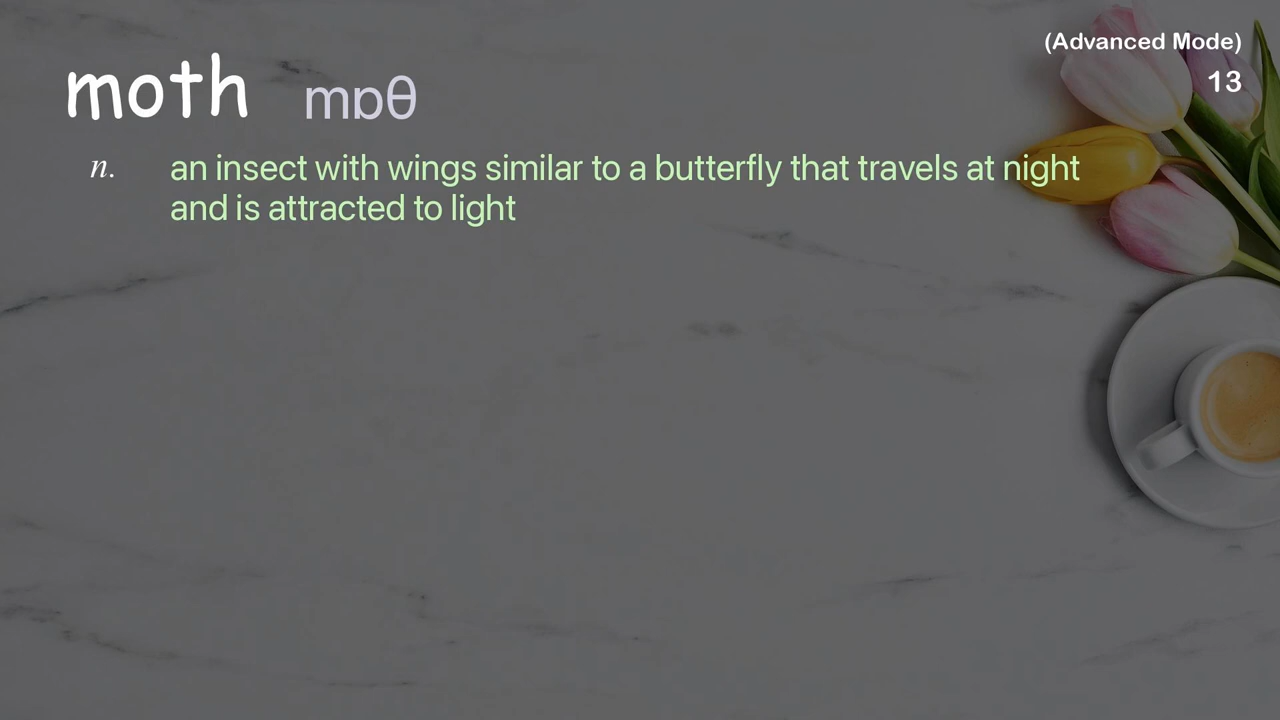 (Advanced Mode)
13
moth mɒθ
n. an insect with wings similar to a butterfly that travels at night
and is attracted to light